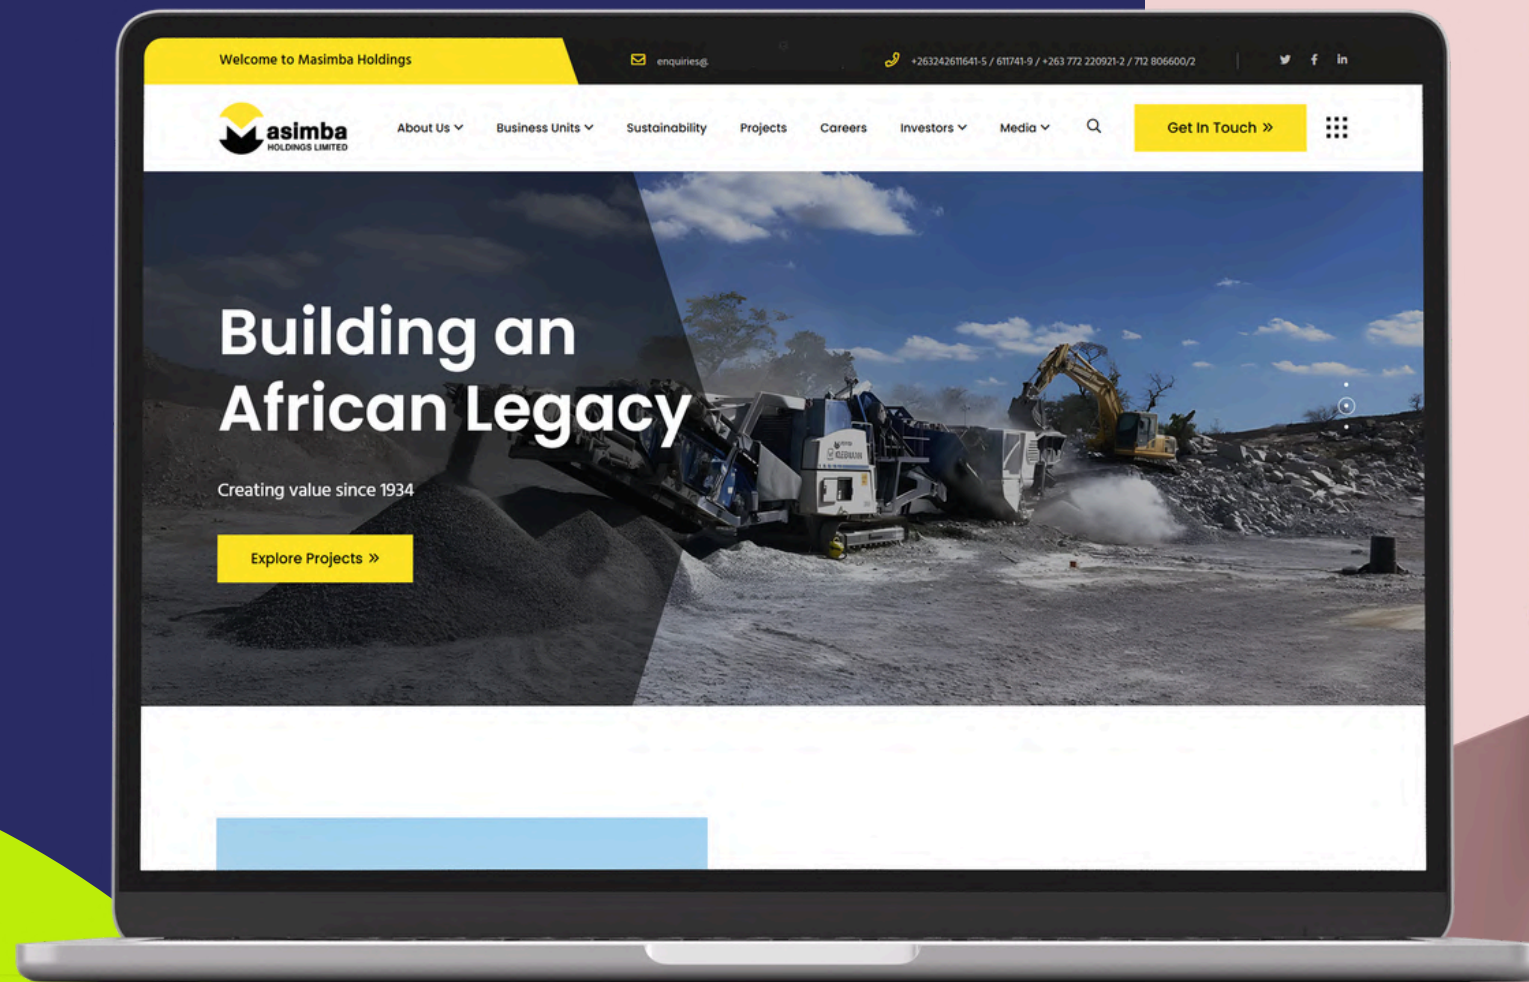 Welcome to Masimba Holdings
enquiries@
+263242611641-5 / 611741-9 / +263 772 220921-2 / 712 806600/2
asimba
HOLDINGS LIMITED
About Us
Business Units
Sustainability
Projects
Careers
Investors
Media
Get In Touch »
Building an
African Legacy
Creating value since 1934
Explore Projects »
KLEEMANN